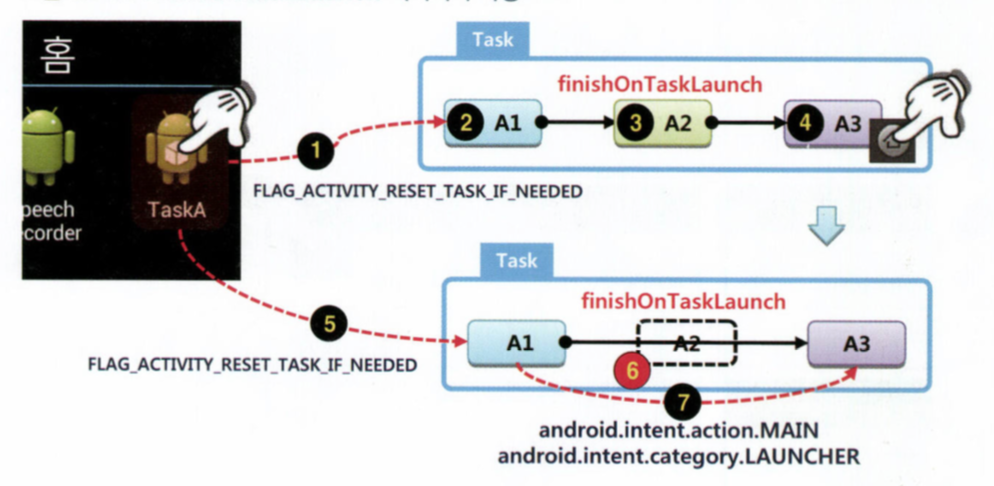 홈
peech
ecorder
TaskA
Task
finishOnTaskLaunch
2 A1
3 A2
4 A3
1
FLAG_ACTIVITY_RESET_TASK_IF_NEEDED
Task
finishOnTaskLaunch
A1
A2
A3
5
FLAG_ACTIVITY_RESET_TASK_IF_NEEDED
6
7
android.intent.action.MAIN
android.intent.category.LAUNCHER